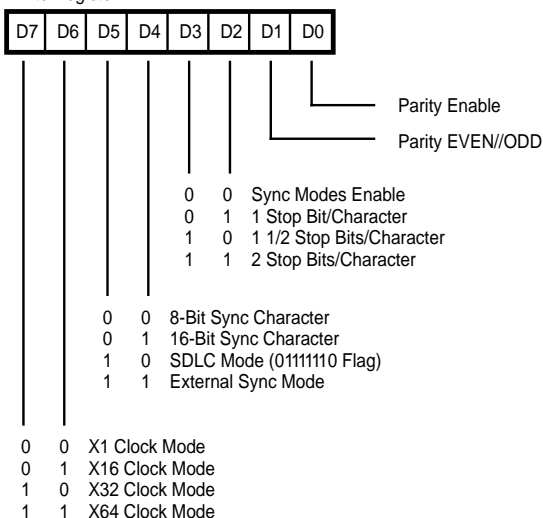 D7 D6 D5 D4 D3 D2 D1 D0
Parity Enable
Parity EVEN//ODD
0 0 Sync Modes Enable
0 1 1 Stop Bit/Character
1 0 1 1/2 Stop Bits/Character
1 1 2 Stop Bits/Character
0 0 8-Bit Sync Character
0 1 16-Bit Sync Character
1 0 SDLC Mode (01111110 Flag)
1 1 External Sync Mode
0 0 X1 Clock Mode
0 1 X16 Clock Mode
1 0 X32 Clock Mode
1 1 X64 Clock Mode